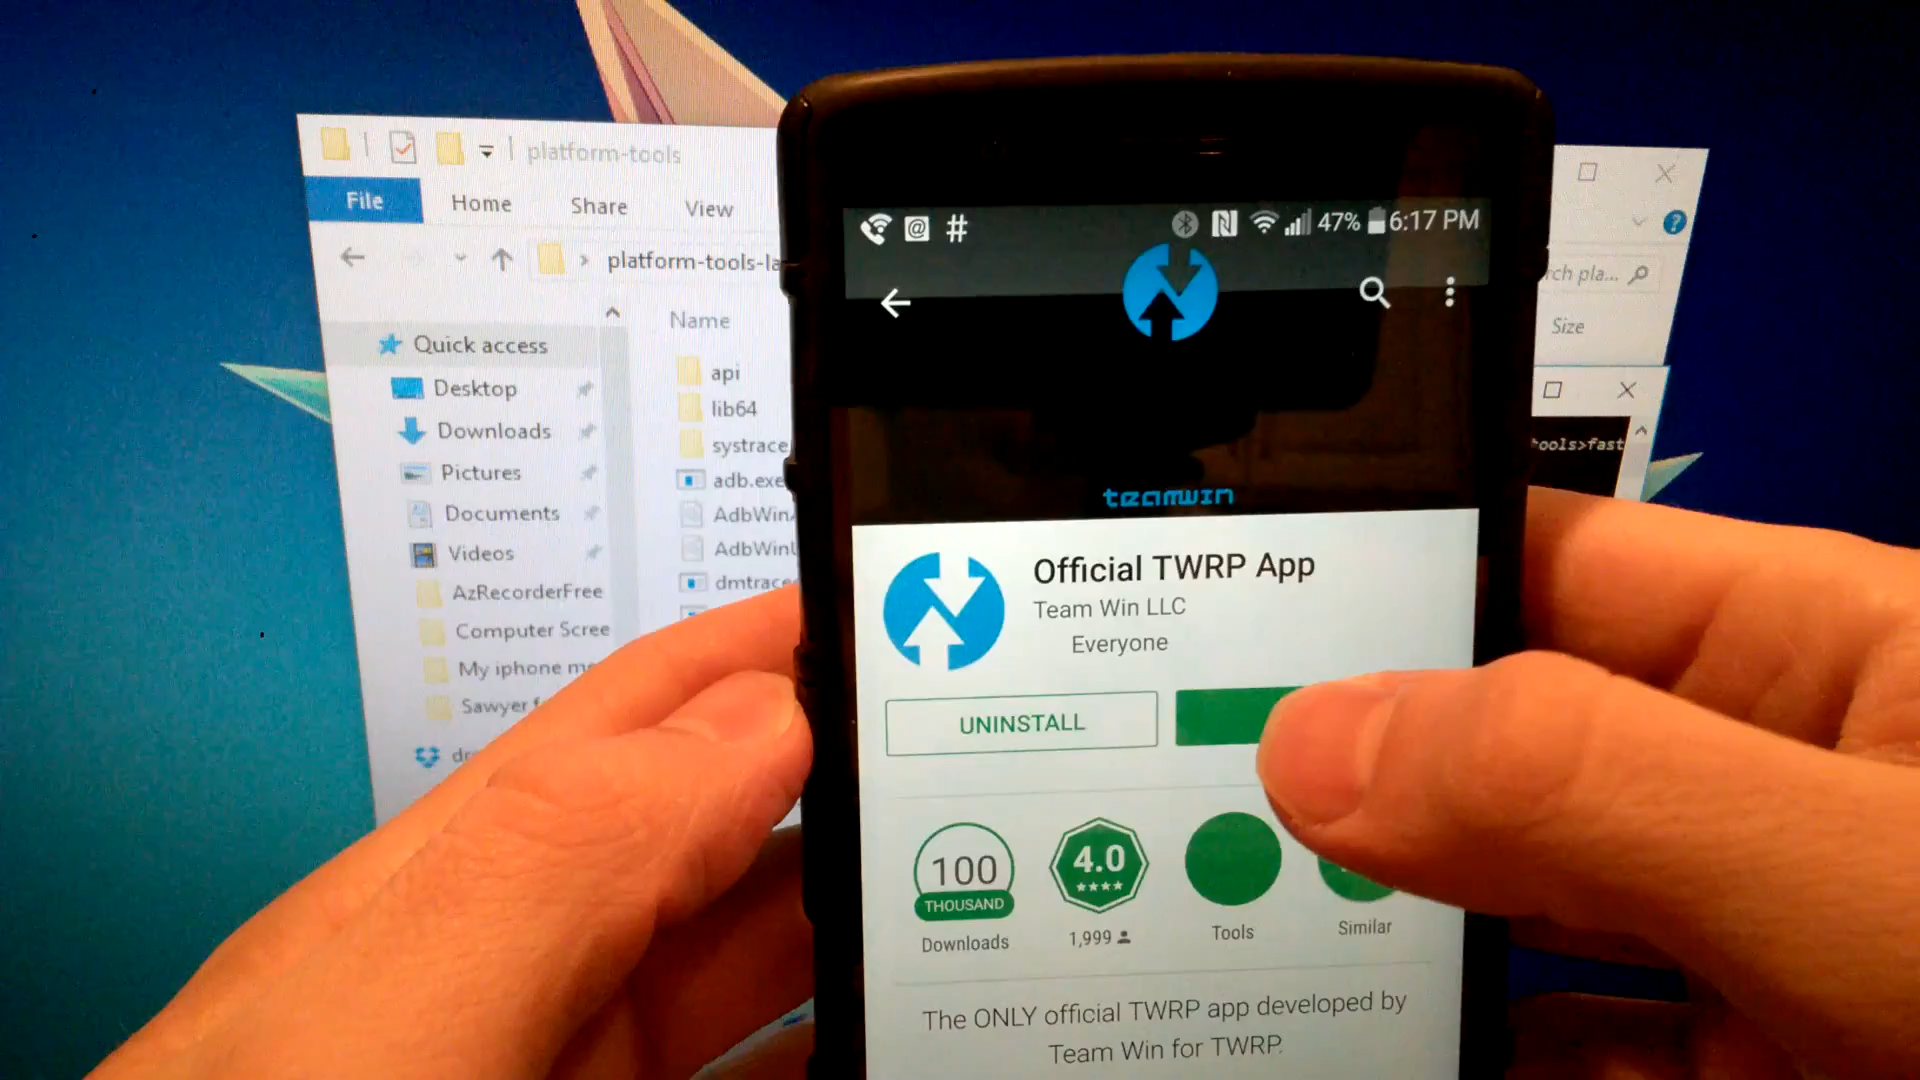 platform-tools
File Home Share View
platform-tools-la
Name
Quick access
Desktop
Downloads
Pictures
Documents
Videos
AzRecorderFree
Computer Scree
My iphone
Sawyer
api
lib64
systrace
adb.exe
AdbWin
AdbWin
dmtrace
Size
tools>fast
# 47% 6:17 PM
teamwin
Official TWRP App
Team Win LLC
Everyone
UNINSTALL
100
THOUSAND
Downloads
4.0
1,999
Tools
Similar
The ONLY official TWRP app developed by
Team Win for TWRP.